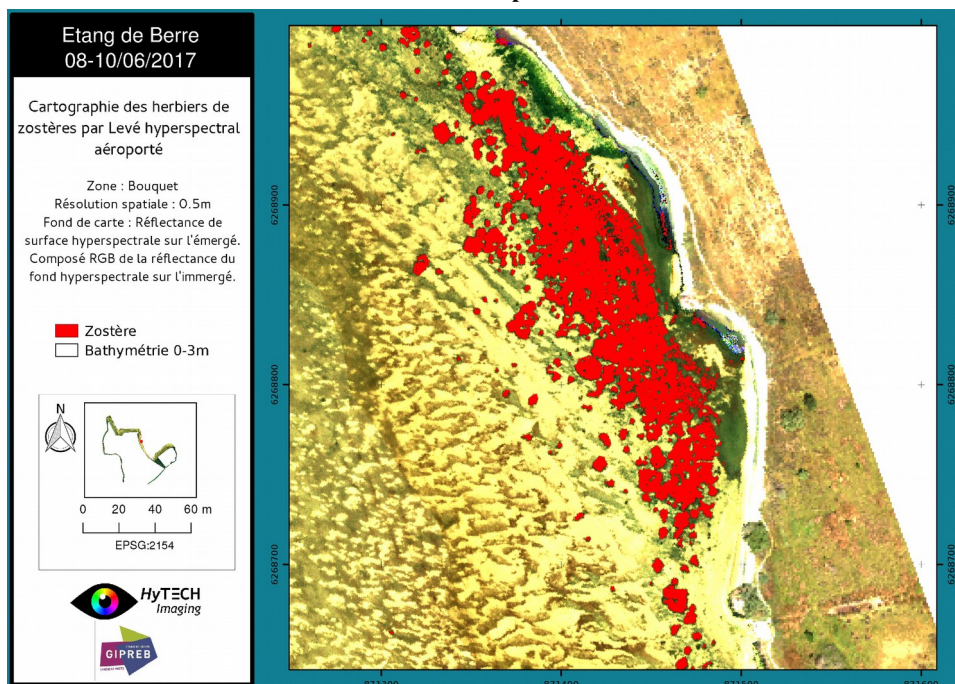 Etang de Berre
08-10/06/2017
Cartographie des herbiers de
zostères par Levé hyperspectral
aéroporté
Zone : Bouquet
Résolution spatiale : 0.5m
Fond de carte : Réflectance de
surface hyperspectrale sur l'émergé.
Composé RGB de la réflectance du
fond hyperspectrale sur l'immergé.
Zostère
Bathymétrie 0-3m
N
0 20 40 60 m
EPSG:2154
HyTECH
Imaging
GIPREB
6268900
6268800
6268700
6268900
6268800
6268700